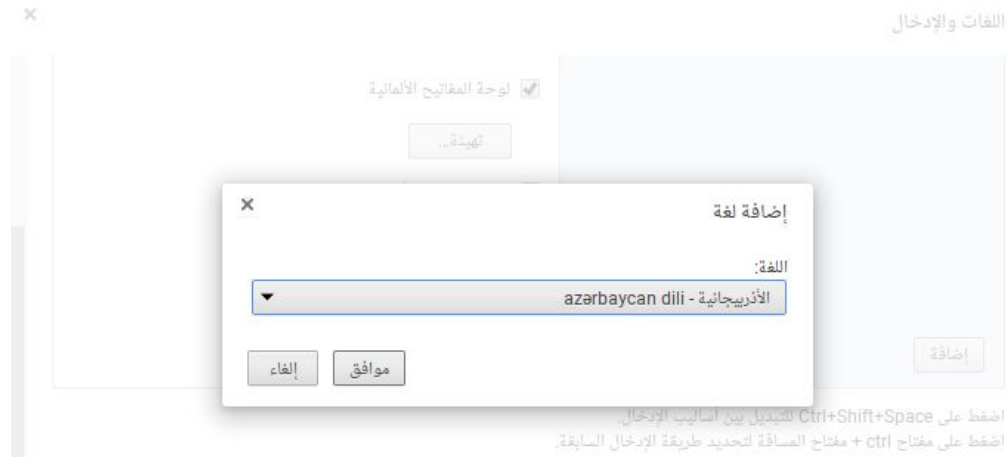 اللغات والإدخال
لوحة المفاتيح الألمانية
تهيئة...
إضافة لغة
اللغة:
الأذربيجانية - azərbaycan dili
موافق
إلغاء
إضافة
اضغط على Ctrl+Shift+Space للتبديل بين أساليب الإدخال.
اضغط على مفتاح ctrl + مفتاح المسافة لتحديد طريقة الإدخال السابقة.